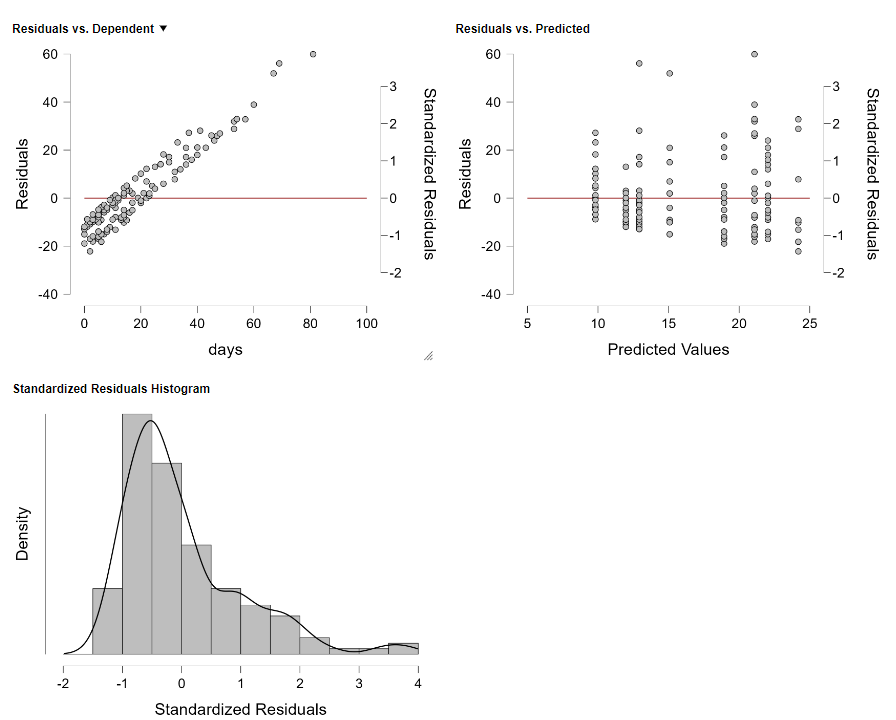 Residuals vs. Dependent ▼
60
40
20
0
-20
-40
Residuals
3
2
1
0
-1
-2
Standardized Residuals
0 20 40 60 80 100
days
Residuals vs. Predicted
60
40
20
0
-20
-40
Residuals
3
2
1
0
-1
-2
Standardized Residuals
5 10 15 20 25
Predicted Values
Standardized Residuals Histogram
Density
-2 -1 0 1 2 3 4
Standardized Residuals